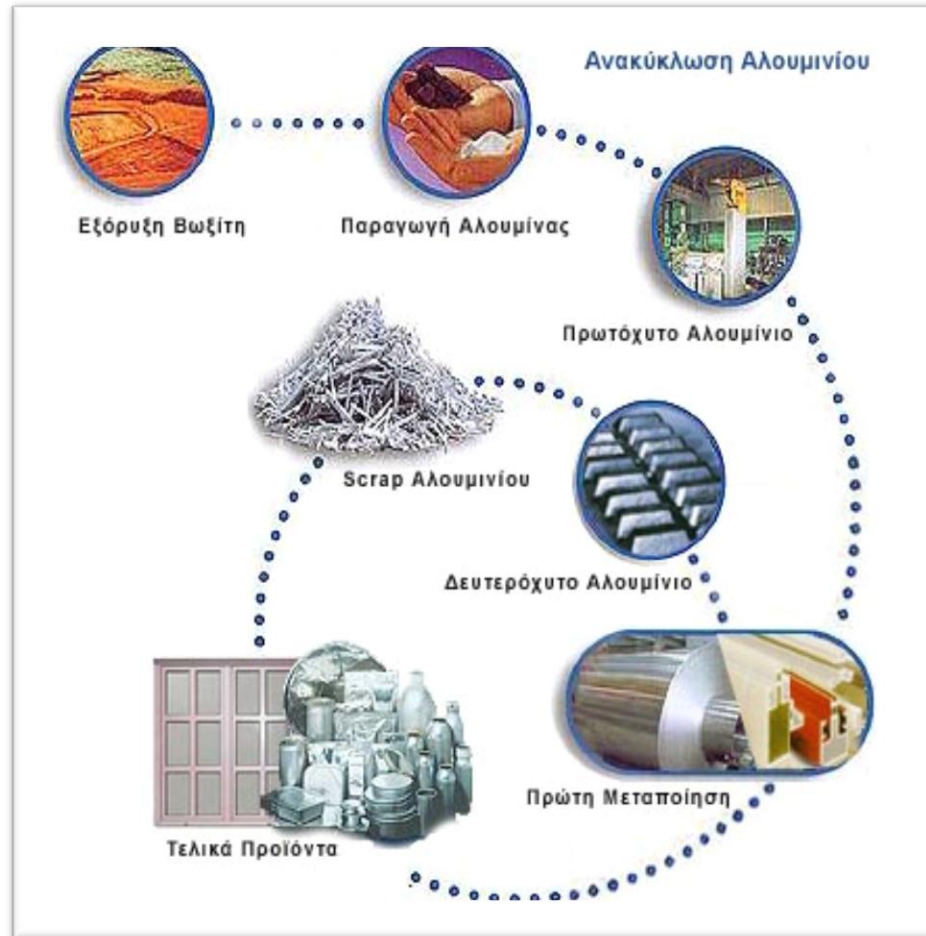 Ανακύκλωση Αλουμινίου
Εξόρυξη Βωξίτη
Παραγωγή Αλουμίνας
Πρωτόχυτο Αλουμίνιο
Scrap Αλουμινίου
Δευτερόχυτο Αλουμίνιο
Πρώτη Μεταποίηση
Τελικά Προϊόντα